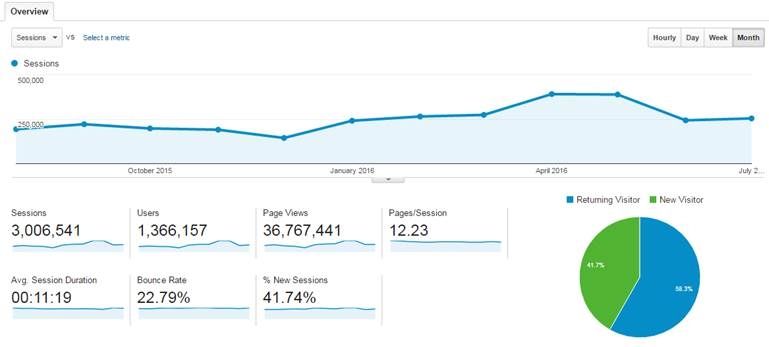 Overview
Sessions VS Select a metric
Hourly Day Week Month
Sessions
500,000
250,000
October 2015 January 2016 April 2016 July 2...
Returning Visitor New Visitor
Sessions Users Page Views Pages/Session
3,006,541 1,366,157 36,767,441 12.23
41.7%
58.3%
Avg. Session Duration Bounce Rate % New Sessions
00:11:19 22.79% 41.74%